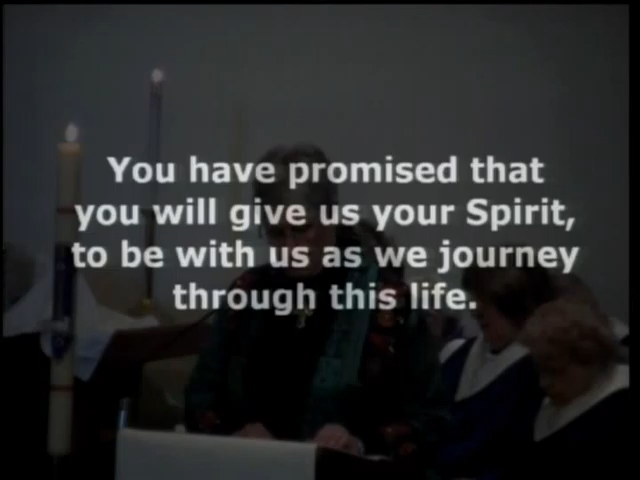 You have promised that
you will give us your Spirit,
to be with us as we journey
through this life.